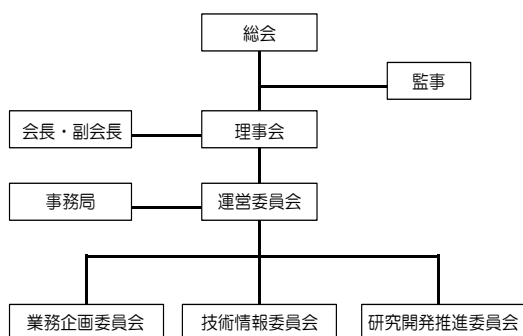 総会
監事
会長・副会長
理事会
事務局
運営委員会
業務企画委員会
技術情報委員会
研究開発推進委員会